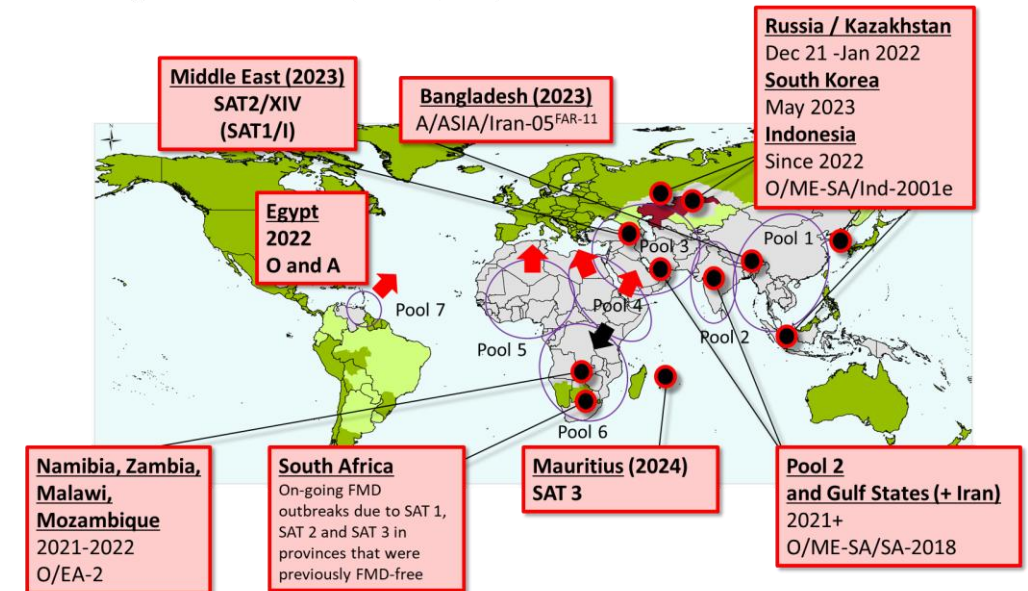 Russia / Kazakhstan
Dec 21 -Jan 2022
South Korea
May 2023
Indonesia
Since 2022
O/ME-SA/Ind-2001e
Middle East (2023)
SAT2/XIV
(SAT1/I)
Bangladesh (2023)
A/ASIA/Iran-05FAR-11
Egypt
2022
O and A
N
Pool 3
Pool 1
Pool 7
Pool 4
Pool 2
Pool 5
Pool 6
Namibia, Zambia,
Malawi,
Mozambique
2021-2022
O/EA-2
South Africa
On-going FMD
outbreaks due to SAT 1,
SAT 2 and SAT 3 in
provinces that were
previously FMD-free
Mauritius (2024)
SAT 3
Pool 2
and Gulf States (+ Iran)
2021+
O/ME-SA/SA-2018